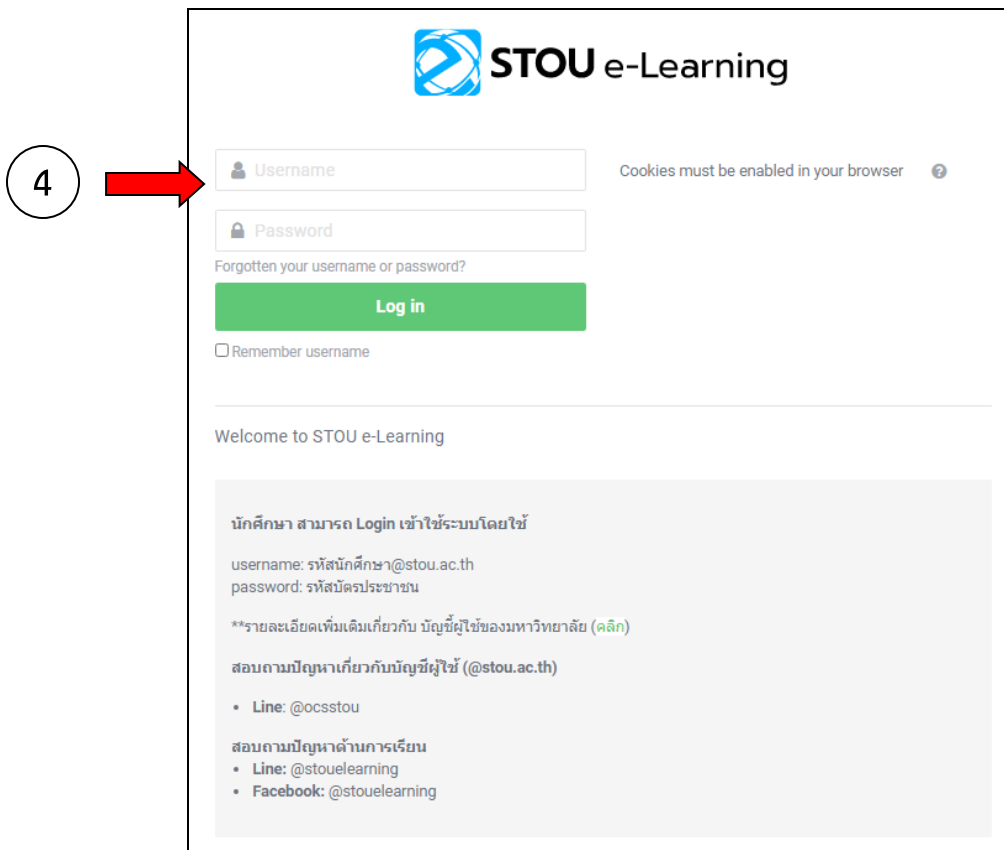 STOU e-Learning
4
Username
Cookies must be enabled in your browser
Password
Forgotten your username or password?
Log in
Remember username
Welcome to STOU e-Learning
นักศึกษา สามารถ Login เข้าใช้ระบบโดยใช้
username: รหัสนักศึกษา@stou.ac.th
password: รหัสบัตรประชาชน
**รายละเอียดเพิ่มเติมเกี่ยวกับ บัญชี้ผู้ใช้ของมหาวิทยาลัย (คลิก)
สอบถามปัญหาเกี่ยวกับบัญชีผู้ใช้ (@stou.ac.th)
• Line: @ocsstou
สอบถามปัญหาด้านการเรียน
• Line: @stouelearning
• Facebook: @stouelearning